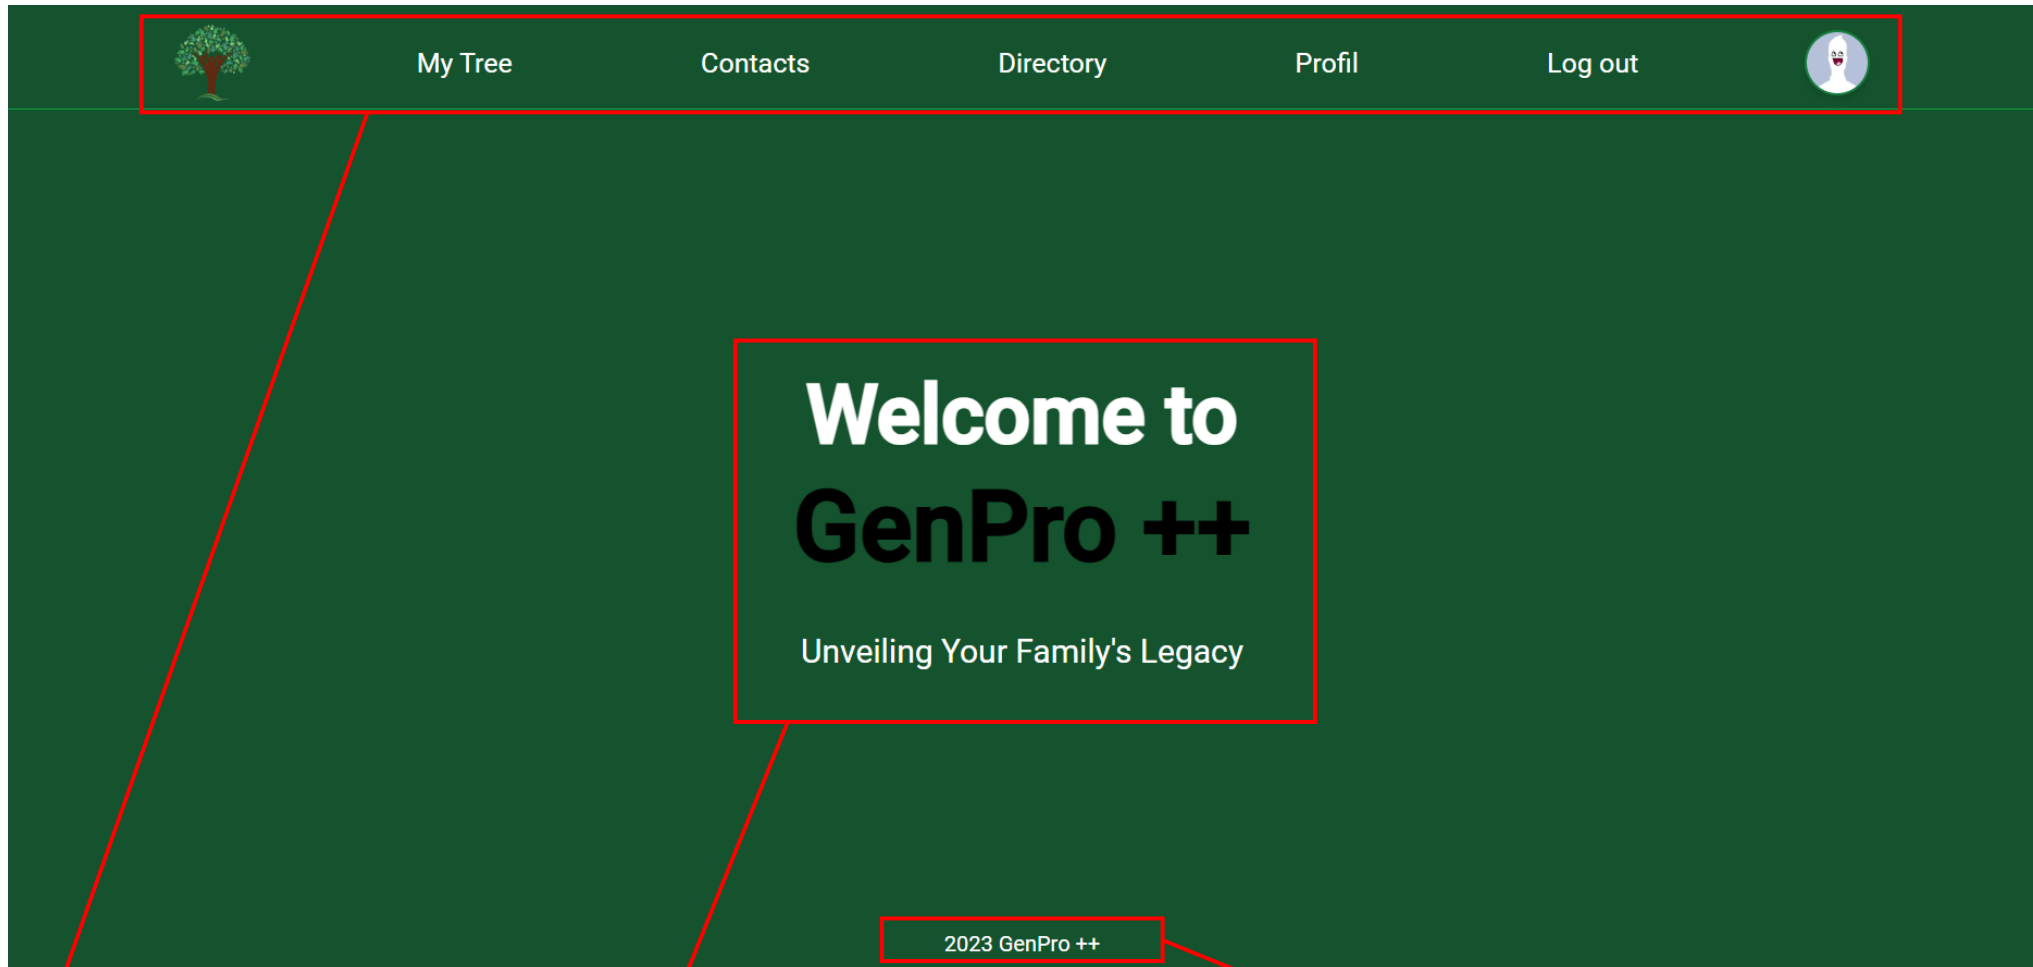 My Tree Contacts Directory Profil Log out
Welcome to
GenPro ++
Unveiling Your Family's Legacy
2023 GenPro ++